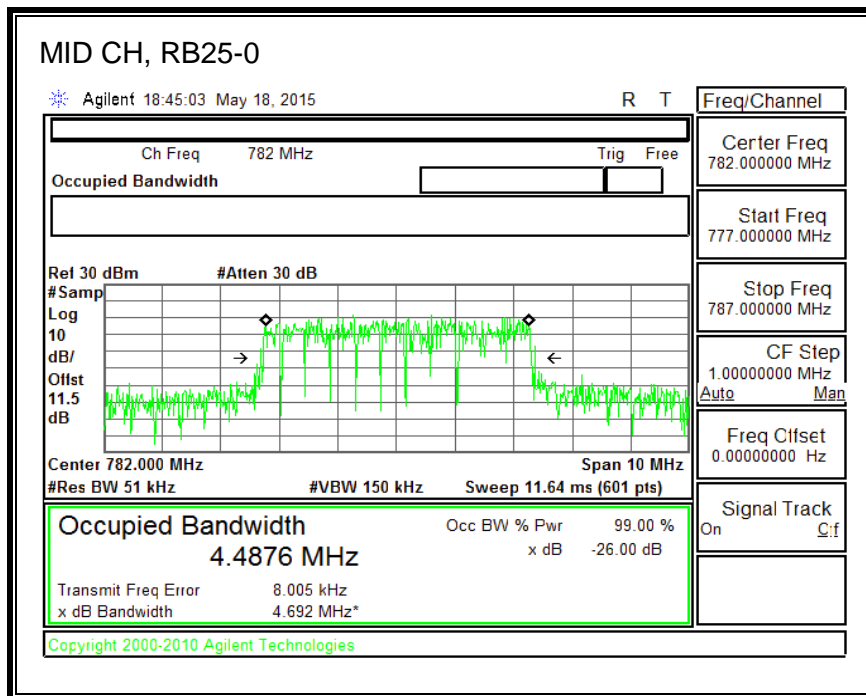 MID CH, RB25-0
Agilent 18:45:03 May 18, 2015 R T
Freq/Channel
Ch Freq 782 MHz Trig Free
Occupied Bandwidth
Center Freq
782.000000 MHz
Start Freq
777.000000 MHz
Stop Freq
787.000000 MHz
CF Step
1.00000000 MHz
Auto Man
Freq Offset
0.00000000 Hz
Signal Track
On Off
Ref 30 dBm #Atten 30 dB
#Samp
Log
10
dB/
Offst
11.5
dB
Center 782.000 MHz Span 10 MHz
#Res BW 51 kHz #VBW 150 kHz Sweep 11.64 ms (601 pts)
Occupied Bandwidth Occ BW % Pwr 99.00 %
4.4876 MHz x dB -26.00 dB
Transmit Freq Error 8.005 kHz
x dB Bandwidth 4.692 MHz*
Copyright 2000-2010 Agilent Technologies